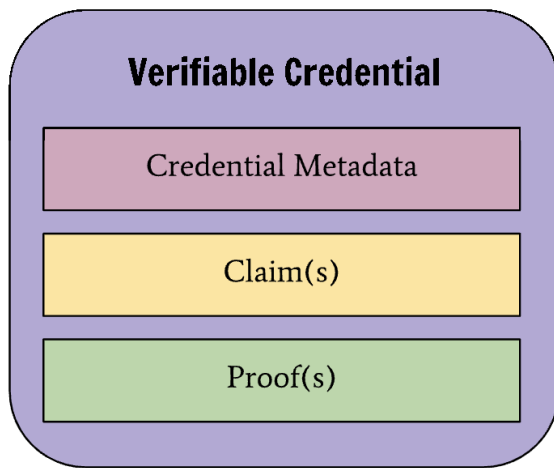 Verifiable Credential
Credential Metadata
Claim(s)
Proof(s)